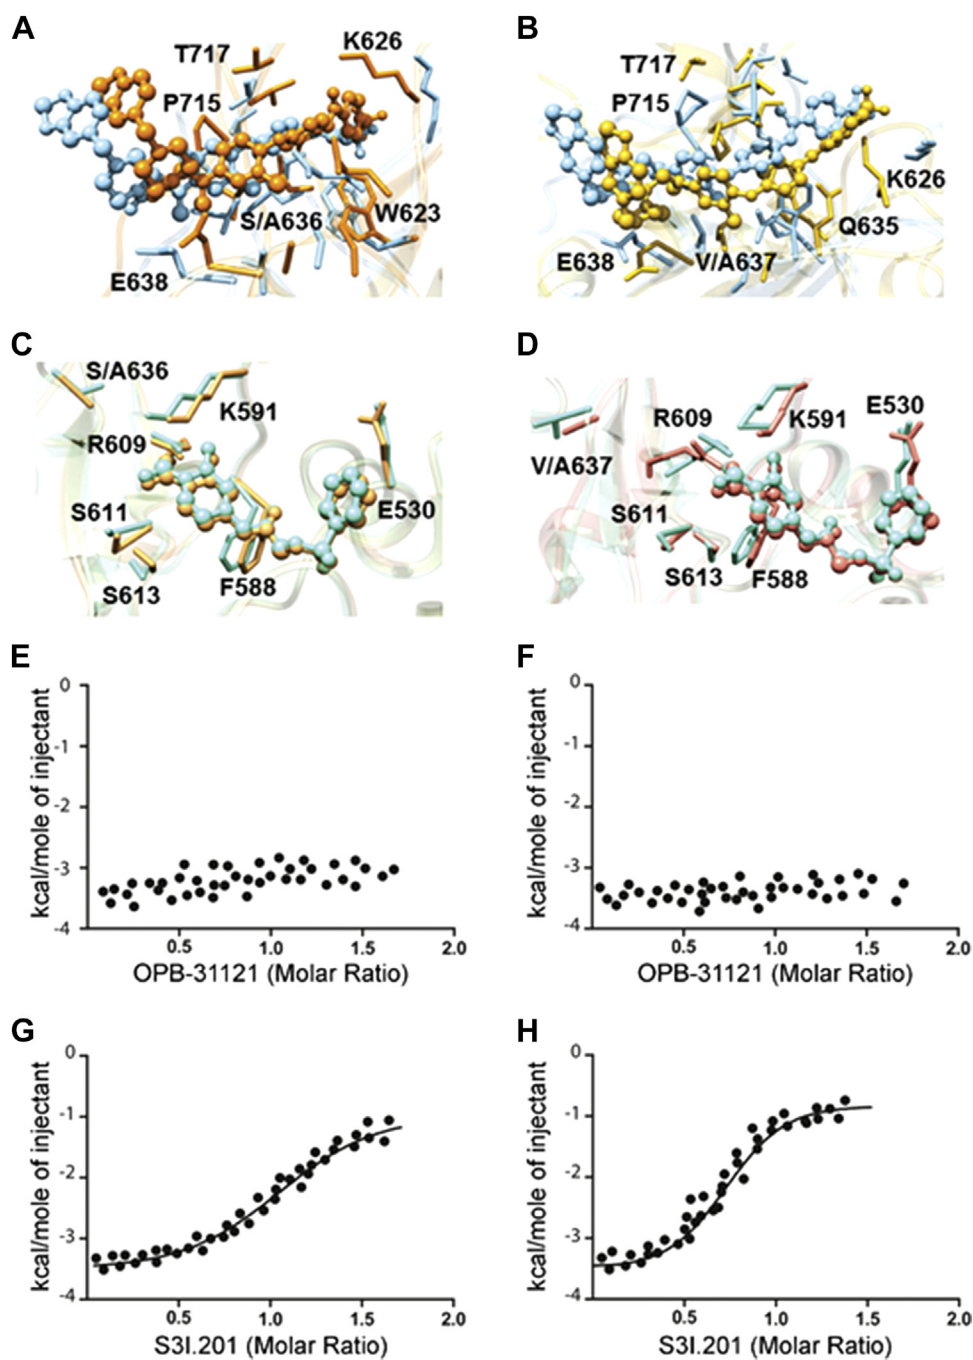 A
T717
K626
P715
S/A636
W623
E638
B
T717
P715
K626
Q635
E638
V/A637
C
S/A636
K591
R609
S611
E530
S613
F588
D
R609
K591
E530
V/A637
S611
S613
F588
E
kcal/mole of injectant
0
-1
-2
-3
-4
0.5 1.0 1.5 2.0
OPB-31121 (Molar Ratio)
F
kcal/mole of injectant
0
-1
-2
-3
-4
0.5 1.0 1.5 2.0
OPB-31121 (Molar Ratio)
G
kcal/mole of injectant
0
-1
-2
-3
-4
0.5 1.0 1.5 2.0
S3I.201 (Molar Ratio)
H
kcal/mole of injectant
0
-1
-2
-3
-4
0.5 1.0 1.5 2.0
S3I.201 (Molar Ratio)